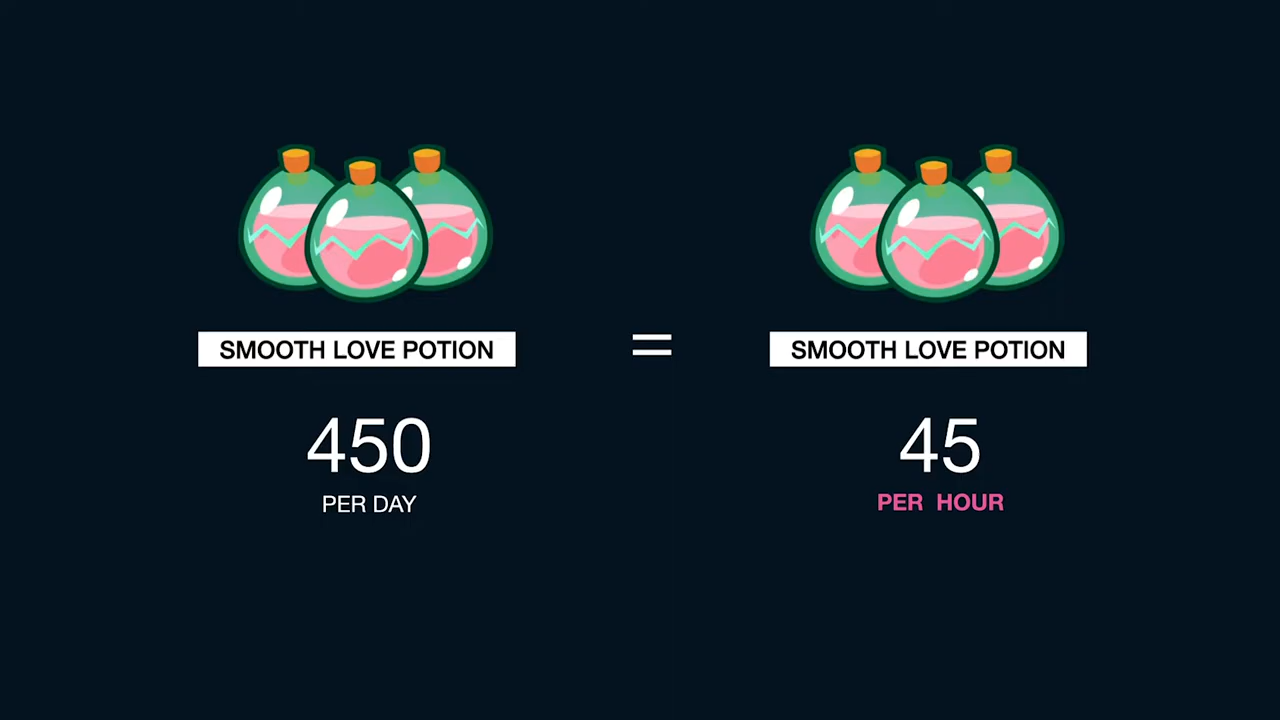 SMOOTH LOVE POTION
450
PER DAY
=
SMOOTH LOVE POTION
45
PER HOUR